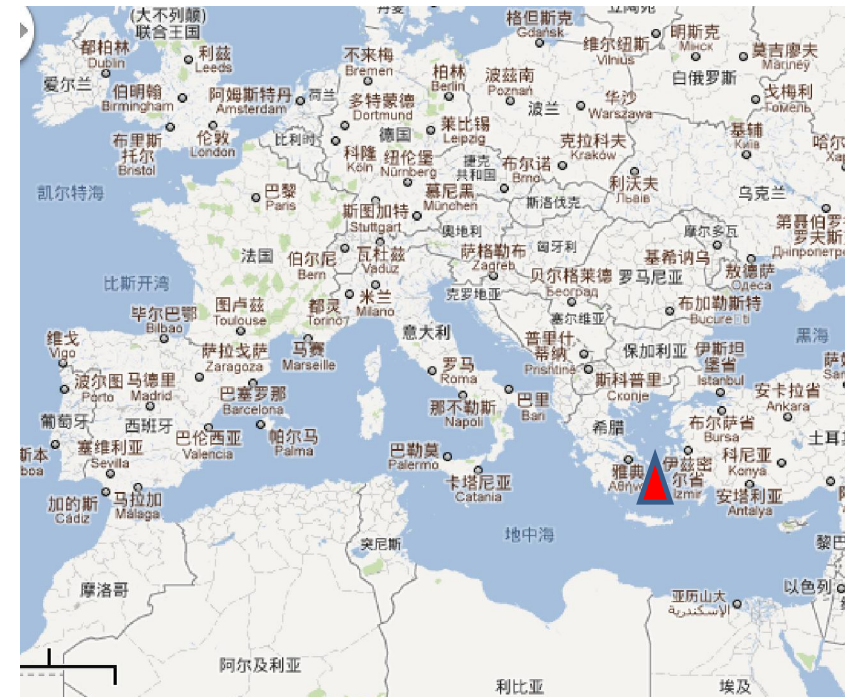 (大不列颠)
联合王国
都柏林
Dublin
利兹
Leeds
爱尔兰
伯明翰
Birmingham
阿姆斯特丹
Amsterdam
荷兰
布里斯
托尔
Bristol
伦敦
London
比利时
不来梅
Bremen
柏林
Berlin
多特蒙德
Dortmund
德国
莱比锡
Leipzig
科隆
Köln
纽伦堡
Nürnberg
格但斯克
Gdańsk
波兹南
Poznań
波兰
华沙
Warszawa
克拉科夫
Kraków
捷克
共和国
布尔诺
Brno
维尔纽斯
Vilnius
明斯克
Мінск
白俄罗斯
戈梅利
Гомель
基辅
Київ
利沃夫
Львів
乌克兰
凯尔特海
巴黎
Paris
斯图加特
Stuttgart
慕尼黑
München
斯洛伐克
奥地利
匈牙利
法国
伯尔尼
Bern
瓦杜兹
Vaduz
萨格勒布
Zagreb
摩尔多瓦
基希讷乌
敖德萨
Одеса
比斯开湾
图卢兹
Toulouse
都灵
Torino
米兰
Milano
克罗地亚
贝尔格莱德
Београд
罗马尼亚
布加勒斯特
毕尔巴鄂
Bilbao
维戈
Vigo
萨拉戈萨
Zaragoza
马赛
Marseille
意大利
塞尔维亚
普里什
蒂纳
Prishtinë
保加利亚
黑海
波尔图
Porto
马德里
Madrid
巴塞罗那
Barcelona
罗马
Roma
斯科普里
Скопје
伊斯坦
堡省
Istanbul
安卡拉省
Ankara
葡萄牙
西班牙
巴伦西亚
Valencia
帕尔马
Palma
那不勒斯
Napoli
巴里
Bari
希腊
布尔萨省
Bursa
塞维利亚
Sevilla
巴勒莫
Palermo
卡塔尼亚
Catania
雅典
伊兹密
尔省
Izmir
科尼亚
Konya
加的斯
Cádiz
马拉加
Málaga
安塔利亚
Antalya
地中海
突尼斯
摩洛哥
亚历山大
الإسكندرية
以色列
阿尔及利亚
利比亚
埃及